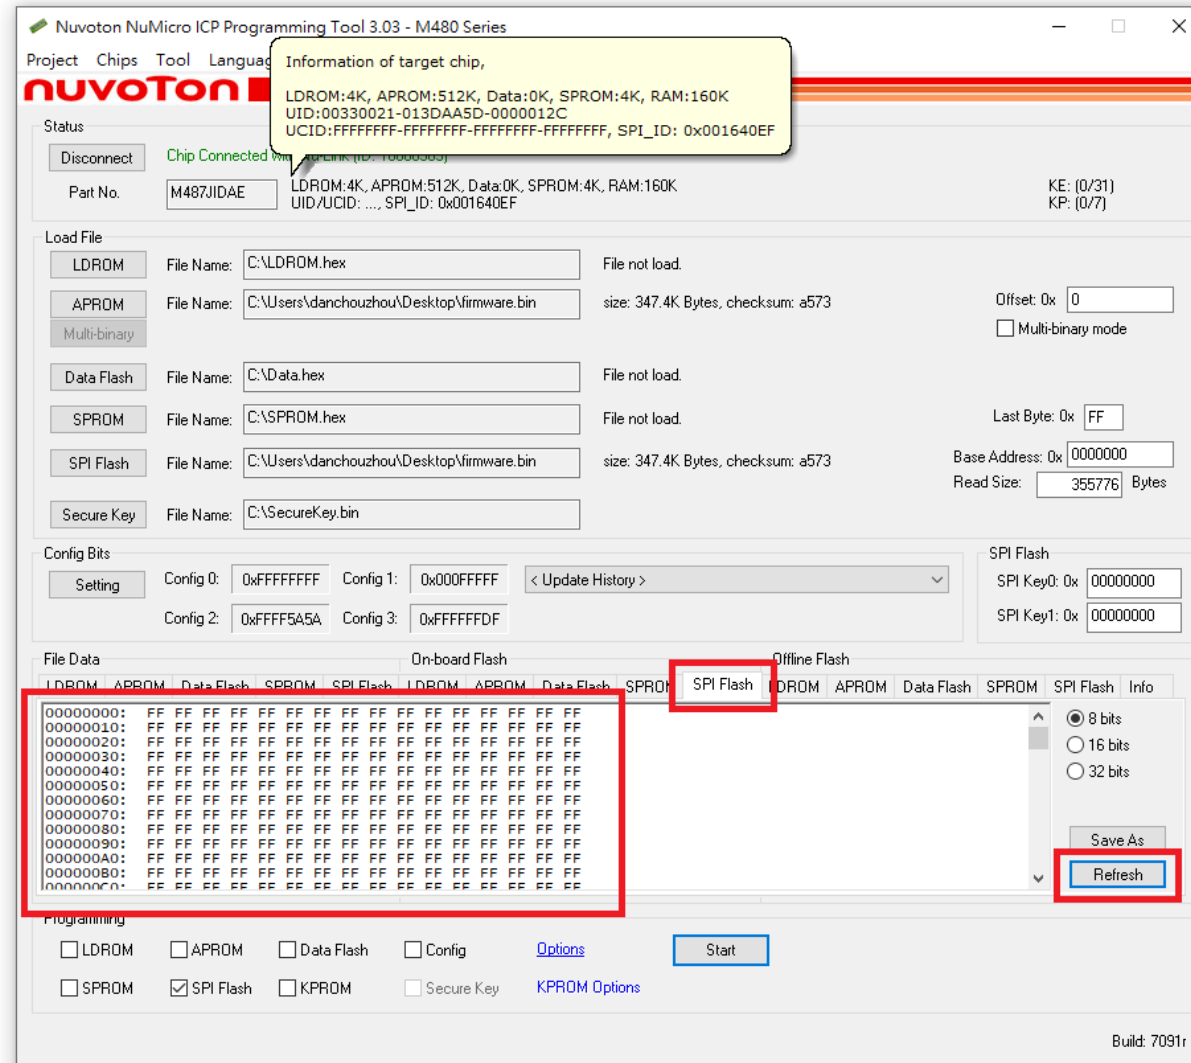 Nuvoton NuMicro ICP Programming Tool 3.03 - M480 Series
Project Chips Tool
nuvoTon
Information of target chip,
LDROM:4K, APROM:512K, Data:0K, SPROM:4K, RAM:160K
UID:00330021-013DAA5D-0000012C
UCID:FFFFFFFF-FFFFFFFF-FFFFFFFF-FFFFFFFF, SPI_ID: 0x001640EF
Status
Disconnect Chip Connected
Part No. M487JIDAE LDROM:4K, APROM:512K, Data:0K, SPROM:4K, RAM:160K KE: (0/31)
UID/UCID: ..., SPI_ID: 0x001640EF KP: (0/7)
Load File
LDROM File Name: C:\LDROM.hex File not load.
APROM File Name: C:\Users\danchouzhou\Desktop\firmware.bin size: 347.4K Bytes, checksum: a573 Offset: 0x 0
Multi-binary Multi-binary mode
Data Flash File Name: C:\Data.hex File not load.
SPROM File Name: C:\SPROM.hex File not load. Last Byte: 0x FF
SPI Flash File Name: C:\Users\danchouzhou\Desktop\firmware.bin size: 347.4K Bytes, checksum: a573 Base Address: 0x 0000000
Read Size: 355776 Bytes
Secure Key File Name: C:\SecureKey.bin
Config Bits SPI Flash
Setting Config 0: 0xFFFFFFFF Config 1: 0x000FFFFF < Update History > SPI Key0: 0x 00000000
Config 2: 0xFFFF5A5A Config 3: 0xFFFFFFDF SPI Key1: 0x 00000000
File Data On-board Flash Offline Flash
LDROM APROM Data Flash SPROM SPI Flash LDROM APROM Data Flash SPROM SPI Flash LDROM APROM Data Flash SPROM SPI Flash Info
00000000: FF FF FF FF FF FF FF FF FF FF FF FF FF FF FF FF 8 bits
00000010: FF FF FF FF FF FF FF FF FF FF FF FF FF FF FF FF
00000020: FF FF FF FF FF FF FF FF FF FF FF FF FF FF FF FF 16 bits
00000030: FF FF FF FF FF FF FF FF FF FF FF FF FF FF FF FF
00000040: FF FF FF FF FF FF FF FF FF FF FF FF FF FF FF FF 32 bits
00000050: FF FF FF FF FF FF FF FF FF FF FF FF FF FF FF FF
00000060: FF FF FF FF FF FF FF FF FF FF FF FF FF FF FF FF
00000070: FF FF FF FF FF FF FF FF FF FF FF FF FF FF FF FF
00000080: FF FF FF FF FF FF FF FF FF FF FF FF FF FF FF FF
00000090: FF FF FF FF FF FF FF FF FF FF FF FF FF FF FF FF Save As
000000A0: FF FF FF FF FF FF FF FF FF FF FF FF FF FF FF FF
000000B0: FF FF FF FF FF FF FF FF FF FF FF FF FF FF FF FF Refresh
000000C0: FF FF FF FF FF FF FF FF FF FF FF FF FF FF FF FF
Programming
LDROM APROM Data Flash Config Options Start
SPROM SPI Flash KPROM Secure Key KPROM Options
Build: 7091r